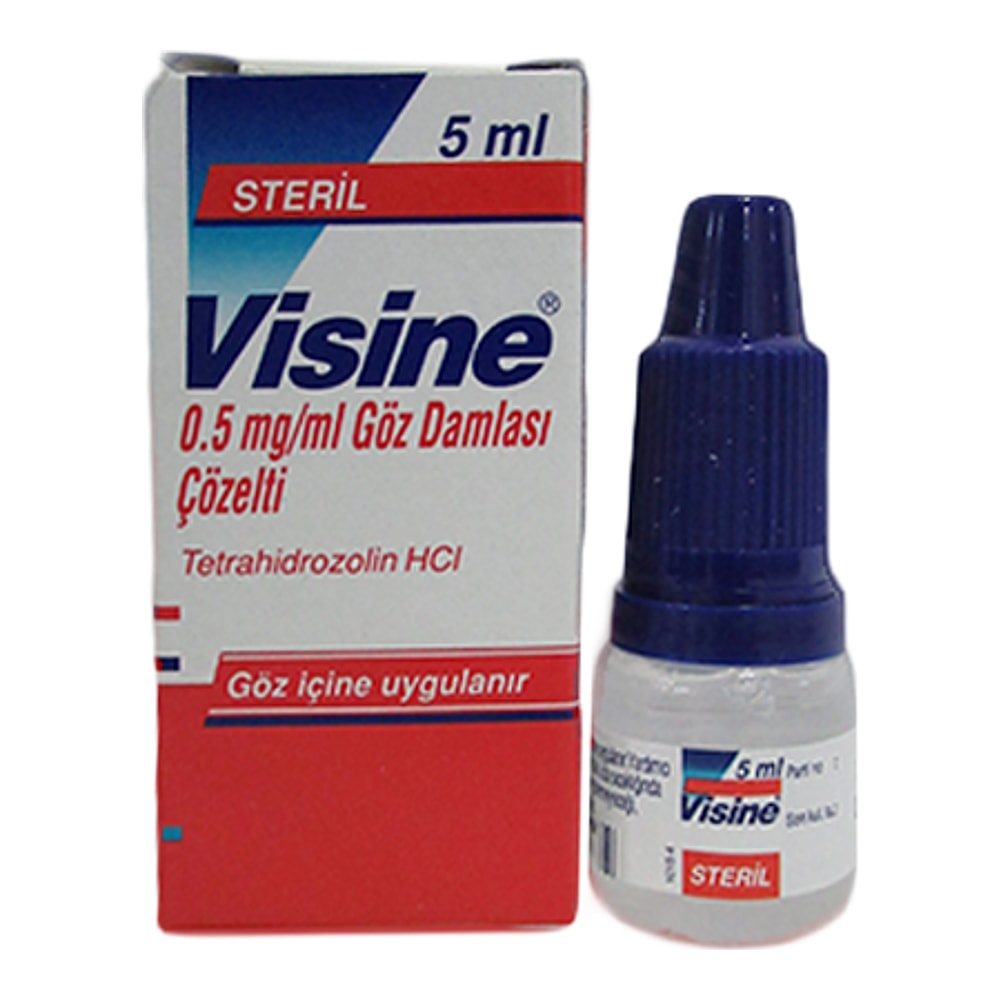 5 ml
STERİL
Visine®
0.5 mg/ml Göz Damlası
Çözelti
Tetrahidrozolin HCl
Göz içine uygulanır
5 ml
Visine
STERİL